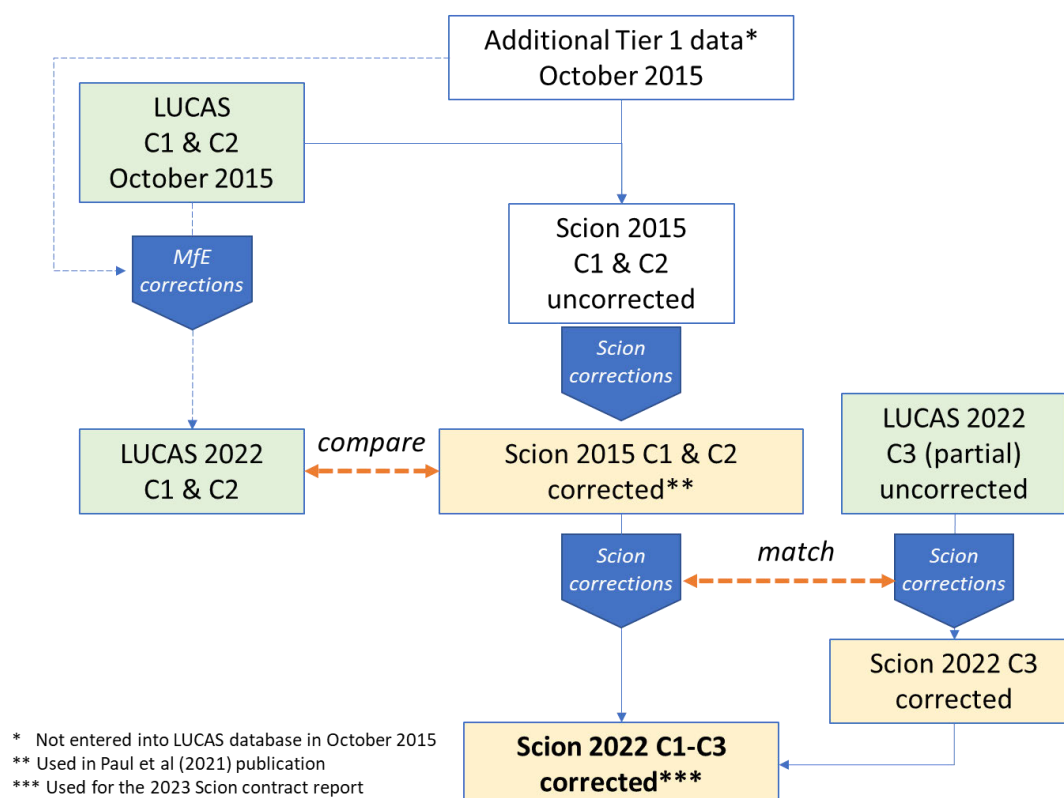 Additional Tier 1 data*
October 2015
LUCAS
C1 & C2
October 2015
MfE
corrections
Scion 2015
C1 & C2
uncorrected
Scion
corrections
LUCAS 2022
C3 (partial)
uncorrected
LUCAS 2022
C1 & C2
compare
Scion 2015 C1 & C2
corrected**
Scion
corrections
match
Scion
corrections
Scion 2022 C3
corrected
Scion 2022 C1-C3
corrected***
* Not entered into LUCAS database in October 2015
** Used in Paul et al (2021) publication
*** Used for the 2023 Scion contract report